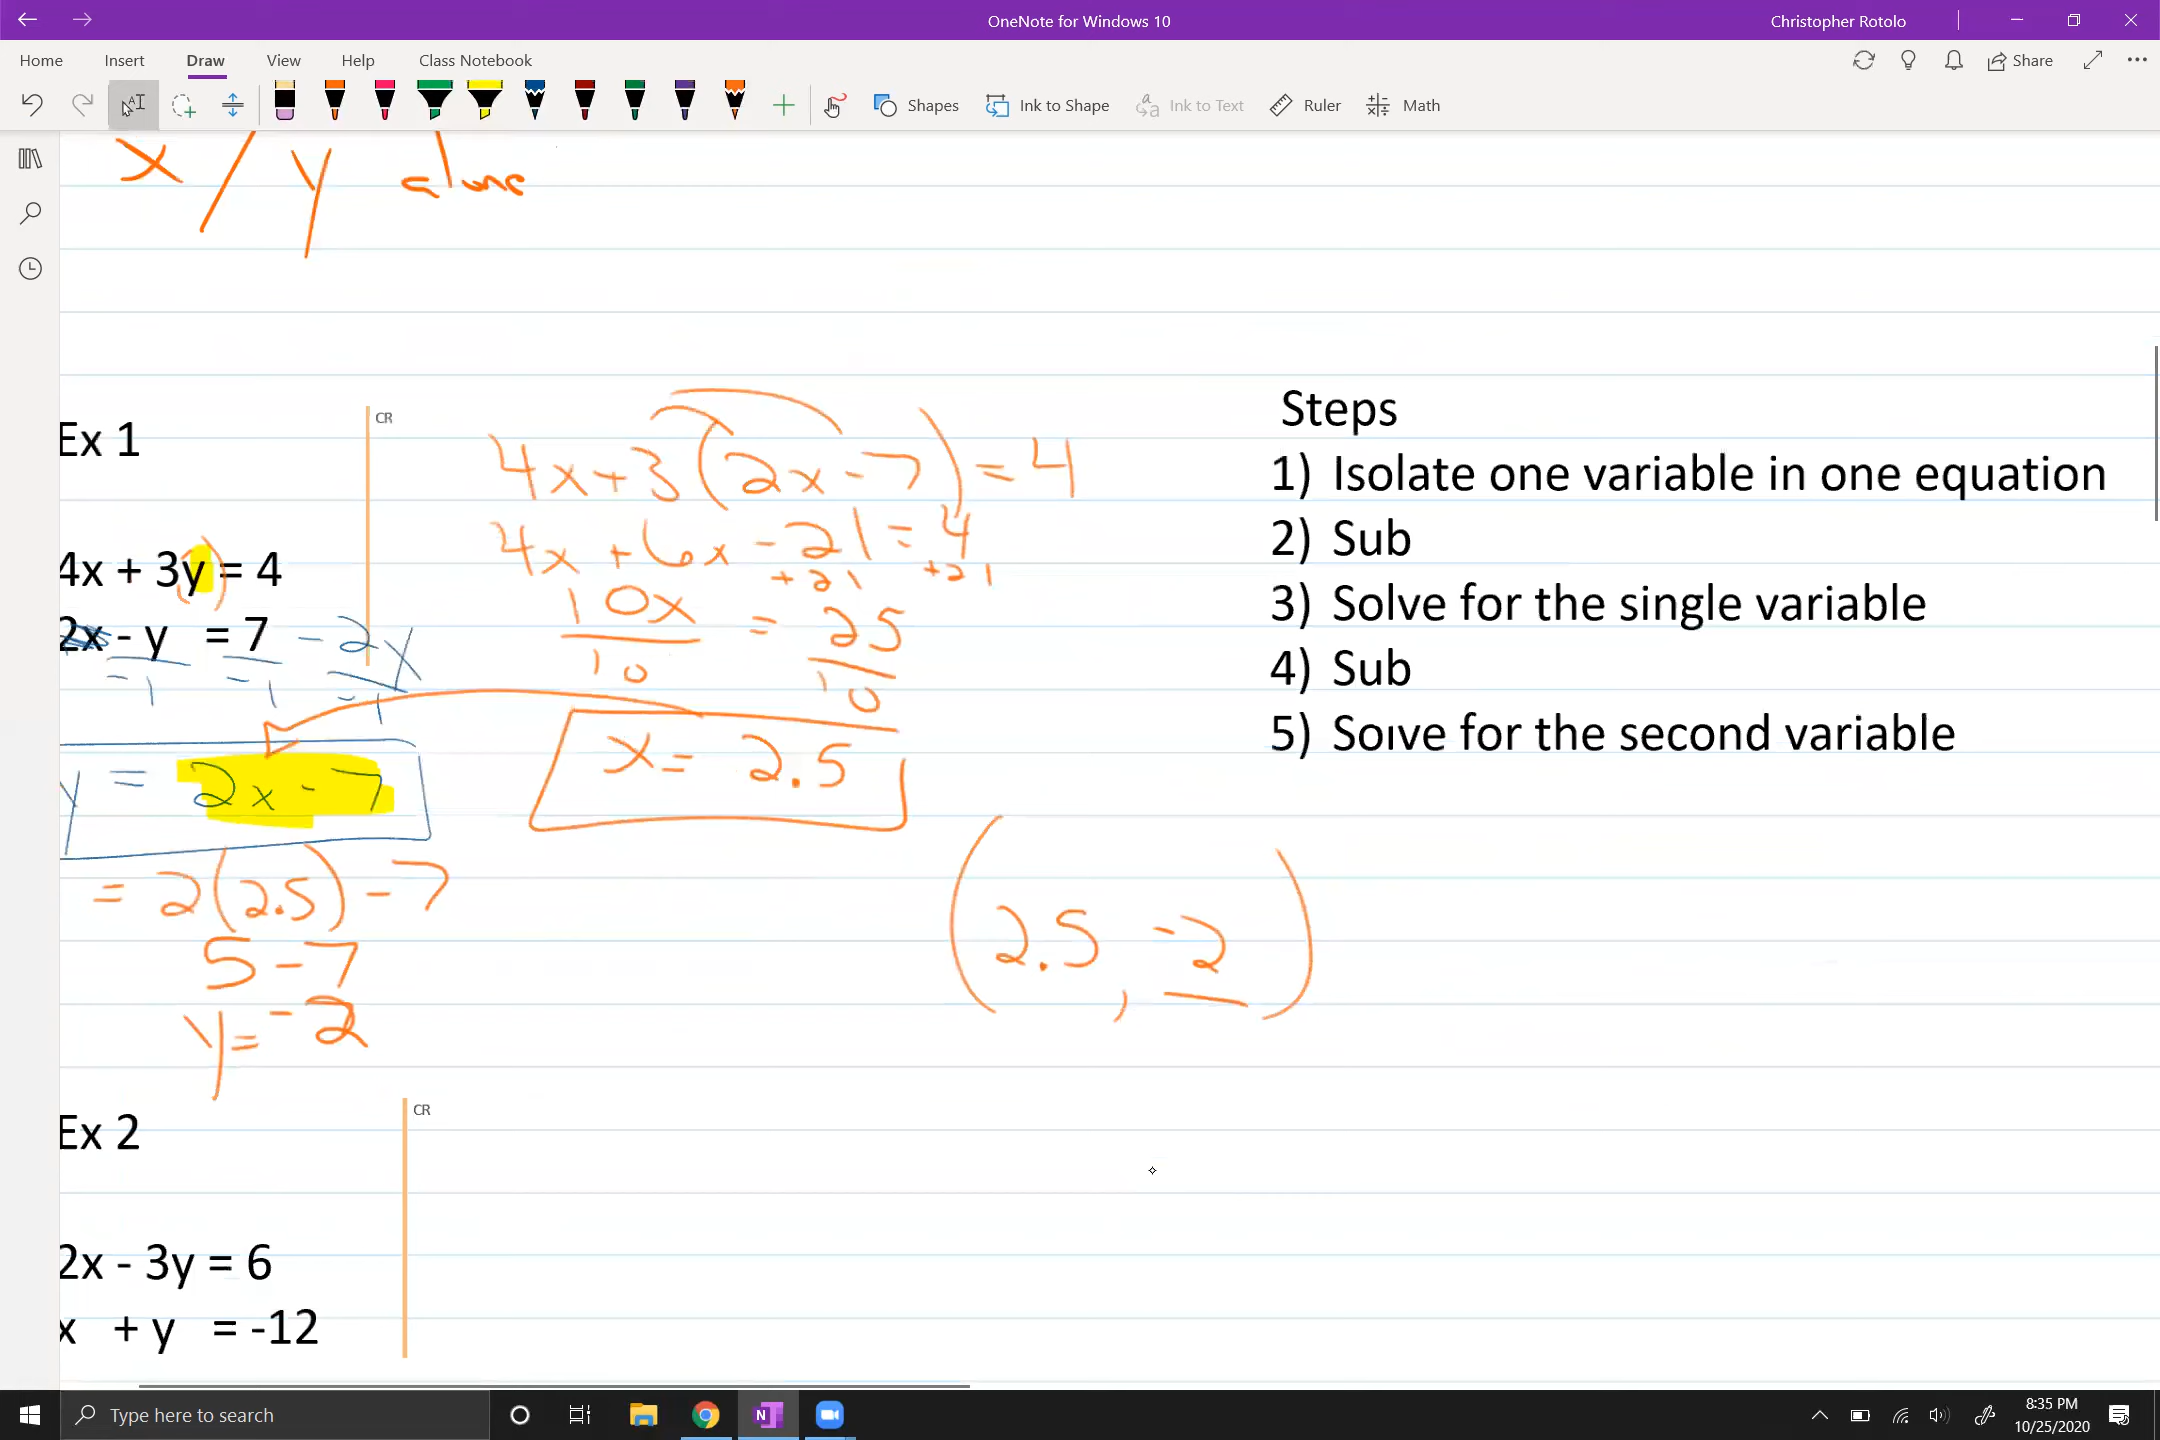 OneNote for Windows 10
Christopher Rotolo
Home Insert Draw View Help Class Notebook
Share
Shapes Ink to Shape Ink to Text Ruler Math
x / y alone
Ex 1
CR
4x + 3y = 4
2x - y = 7 - 2x
-1 -1 -1
y = 2x - 7
= 2(2.5) - 7
5 - 7
y = -2
4x + 3(2x - 7) = 4
4x + 6x - 21 = 4
+21 +21
10x = 25
10 10
x = 2.5
(2.5, -2)
Steps
1) Isolate one variable in one equation
2) Sub
3) Solve for the single variable
4) Sub
5) Solve for the second variable
Ex 2
CR
2x - 3y = 6
x + y = -12
Type here to search
8:35 PM
10/25/2020